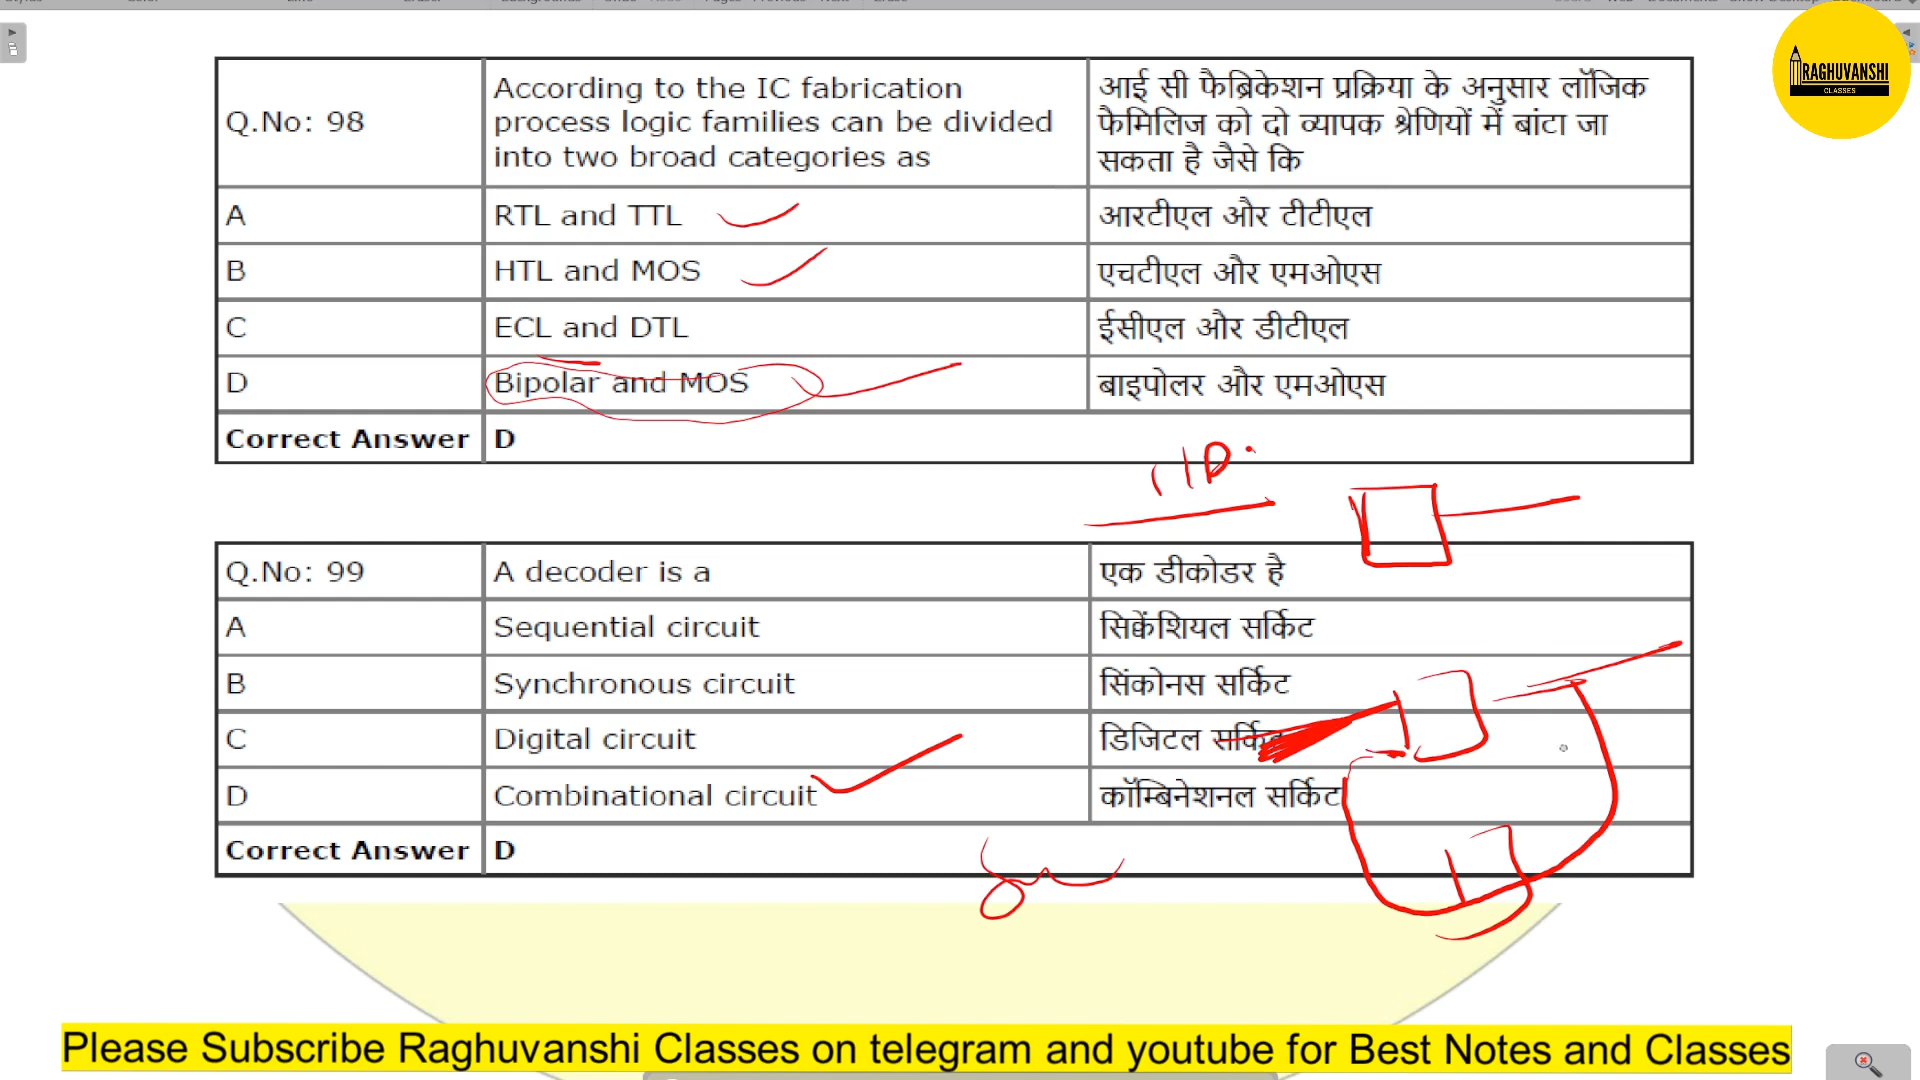 RAGHUVANSHI
CLASSES
Q.No: 98
According to the IC fabrication
process logic families can be divided
into two broad categories as
आई सी फैब्रिकेशन प्रक्रिया के अनुसार लॉजिक
फैमिलिज को दो व्यापक श्रेणियों में बांटा जा
सकता है जैसे कि
A
RTL and TTL
आरटीएल और टीटीएल
B
HTL and MOS
एचटीएल और एमओएस
C
ECL and DTL
ईसीएल और डीटीएल
D
Bipolar and MOS
बाइपोलर और एमओएस
Correct Answer
D
Q.No: 99
A decoder is a
एक डीकोडर है
A
Sequential circuit
सिक्वेंशियल सर्किट
B
Synchronous circuit
सिंकोनस सर्किट
C
Digital circuit
डिजिटल सर्किट
D
Combinational circuit
कॉम्बिनेशनल सर्किट
Correct Answer
D
Please Subscribe Raghuvanshi Classes on telegram and youtube for Best Notes and Classes